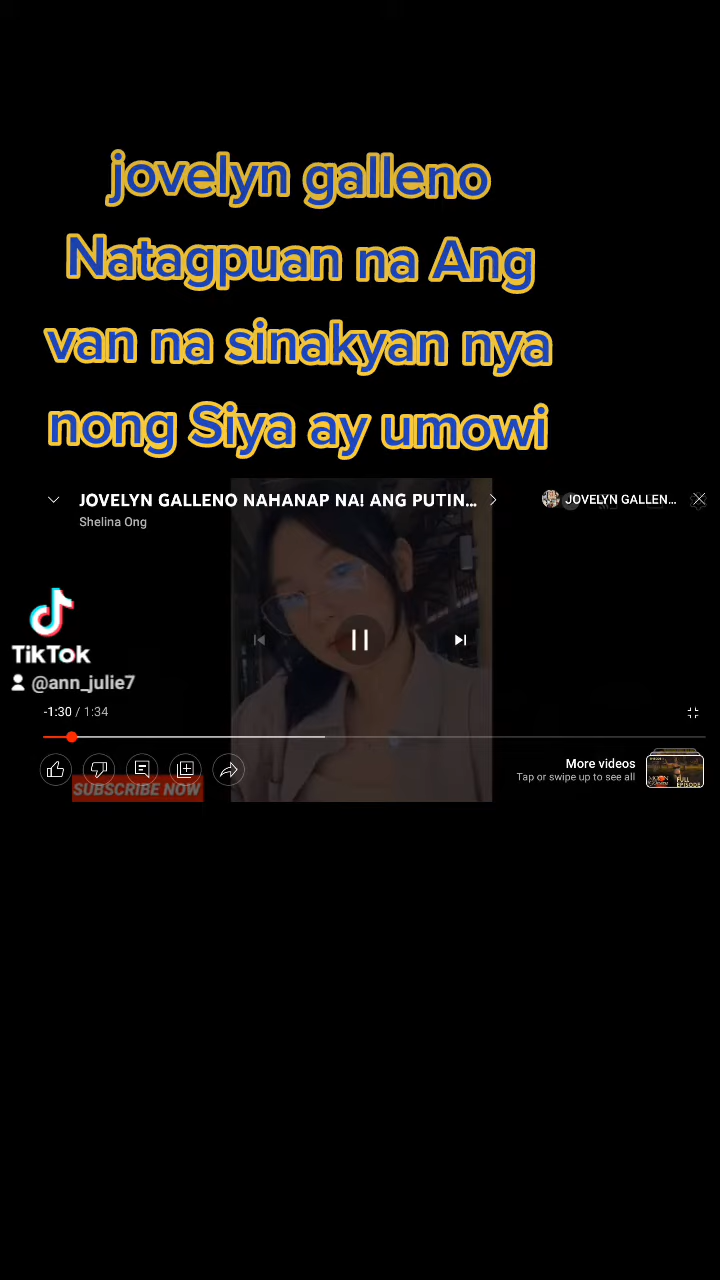 jovelyn galleno
Natagpuan na Ang
van na sinakyan nya
nong Siya ay umowi
JOVELYN GALLENO NAHANAP NA! ANG PUTIN...
JOVELYN GALLEN...
Shelina Ong
TikTok
@ann_julie7
-1:30 / 1:34
More videos
Tap or swipe up to see all
SUBSCRIBE NOW
FULL
EPISODE